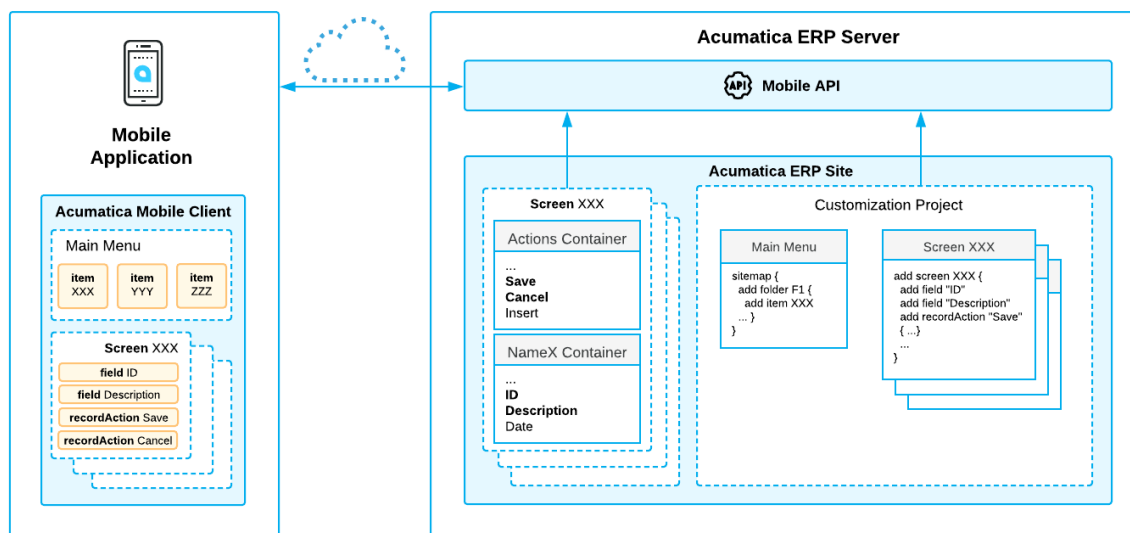 Mobile
Application
Acumatica Mobile Client
Main Menu
item
XXX
item
YYY
item
ZZZ
Screen XXX
field ID
field Description
recordAction Save
recordAction Cancel
Acumatica ERP Server
API
Mobile API
Acumatica ERP Site
Screen XXX
Actions Container
...
Save
Cancel
Insert
NameX Container
...
ID
Description
Date
Customization Project
Main Menu
sitemap {
add folder F1 {
add item XXX
... }
}
Screen XXX
add screen XXX {
add field "ID"
add field "Description"
add recordAction "Save"
{ ...}
...
}